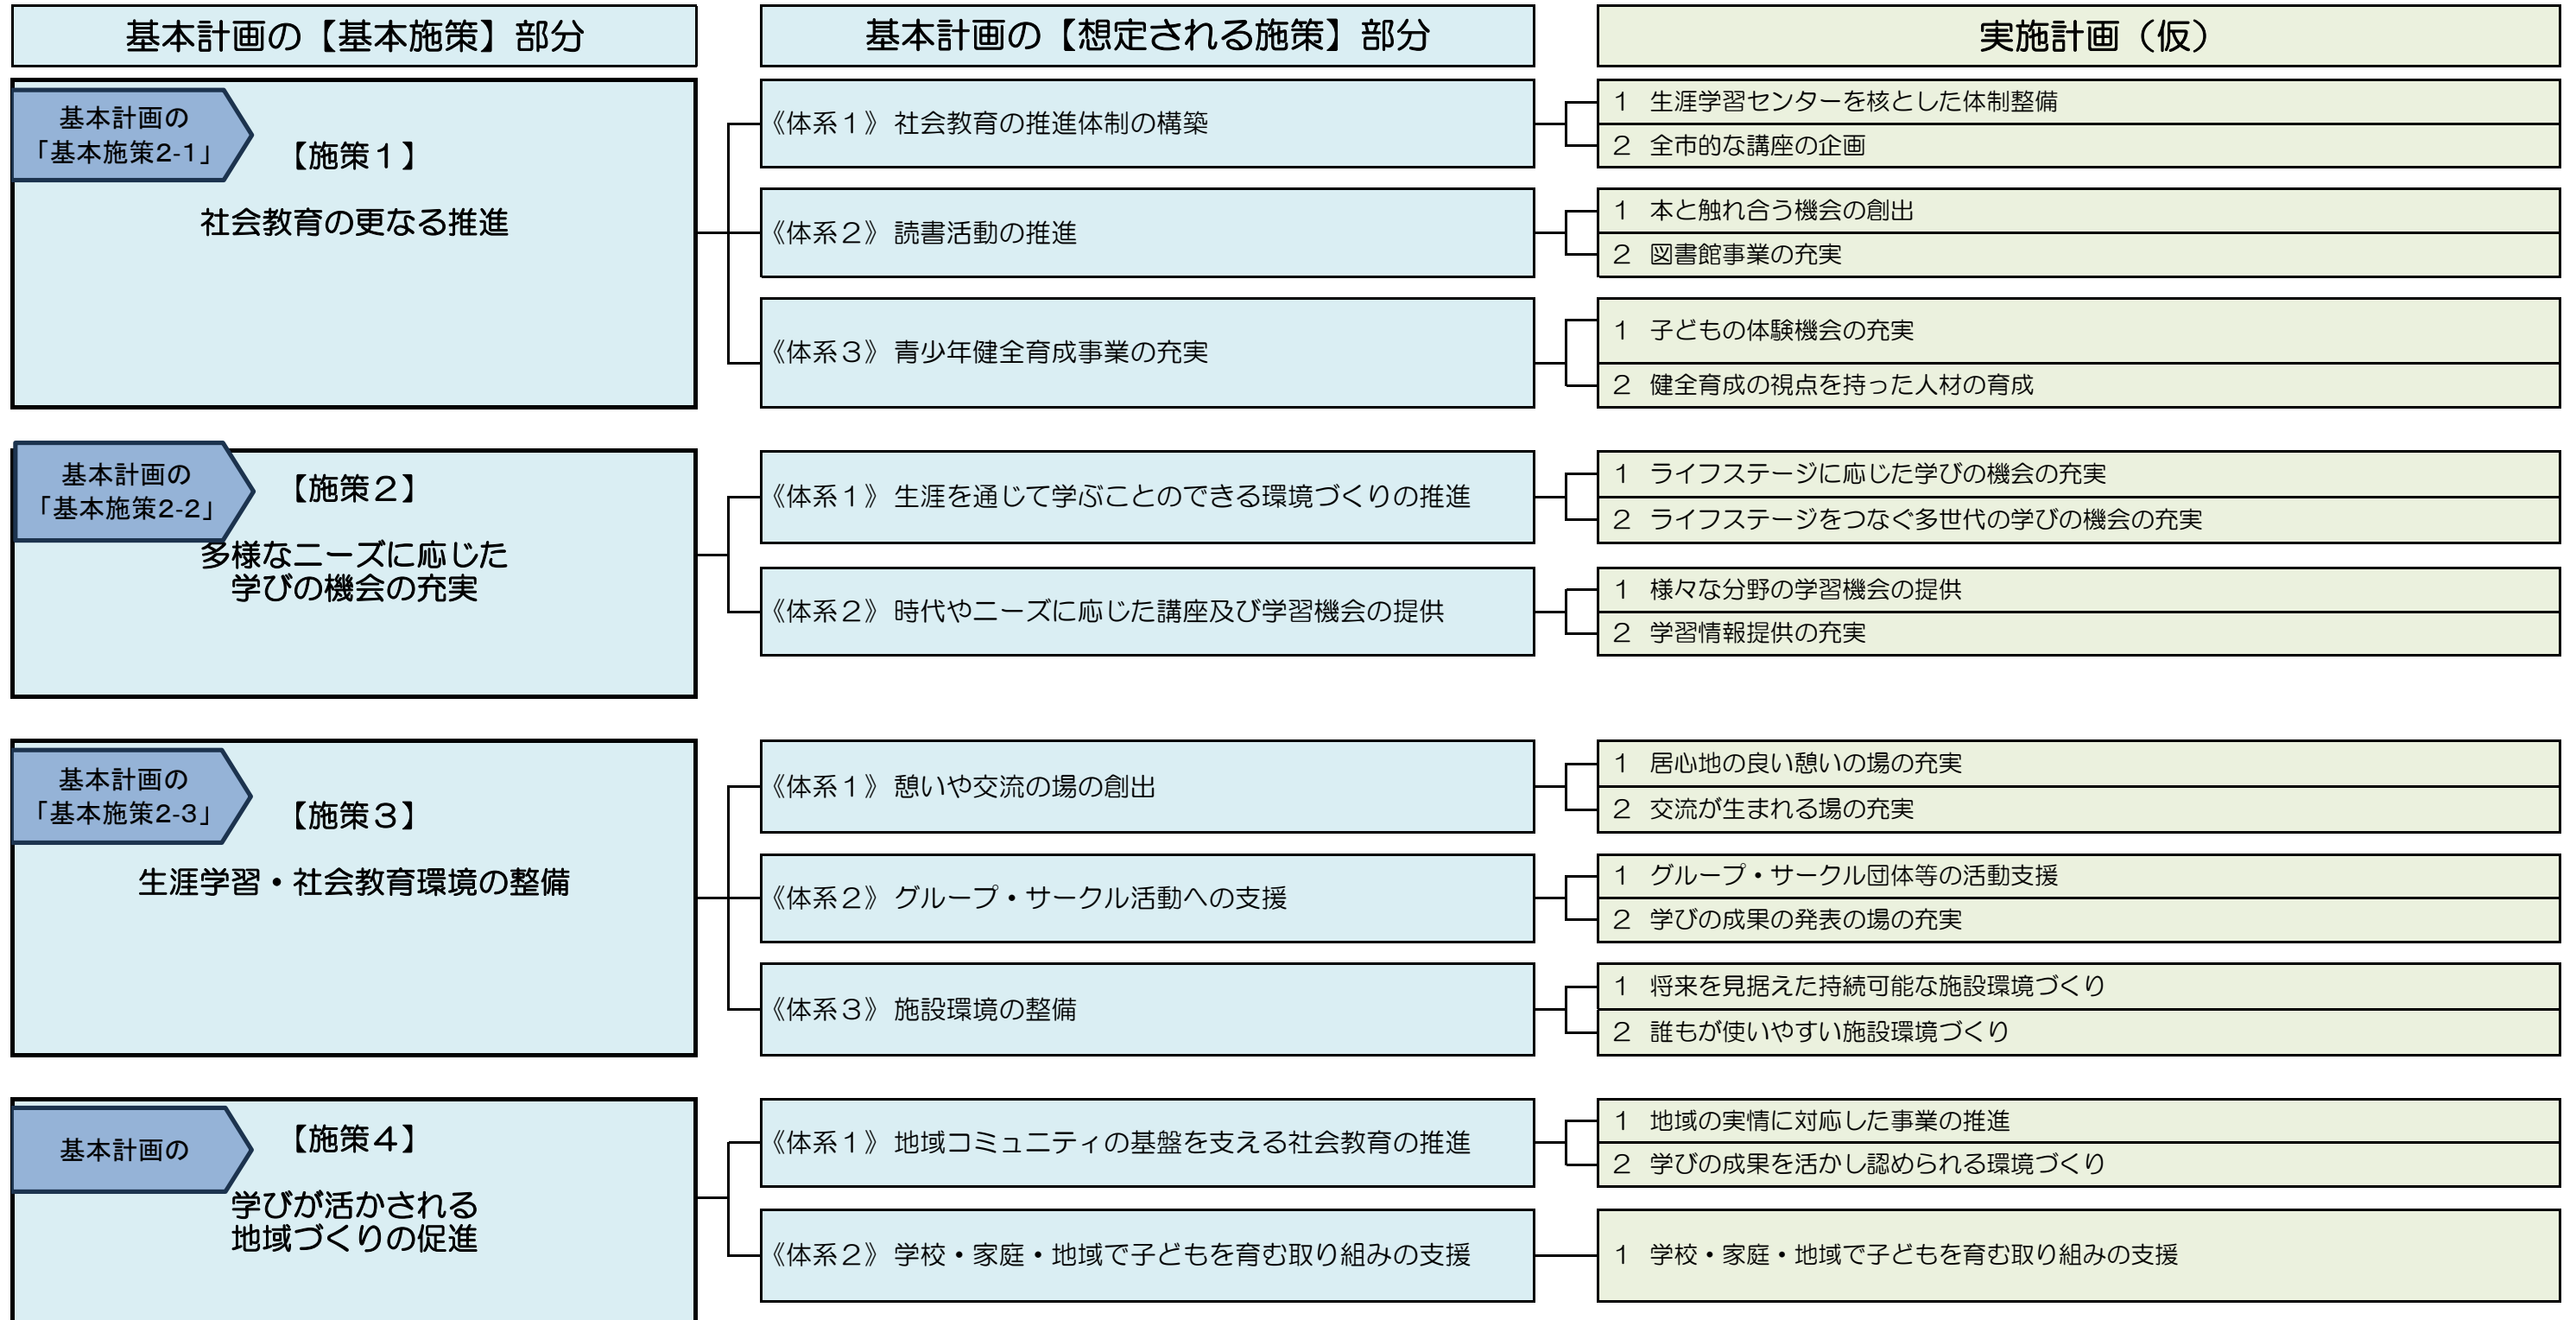 基本計画の【基本施策】部分
基本計画の【想定される施策】部分
実施計画（仮）
基本計画の
「基本施策2-1」
【施策１】
社会教育の更なる推進
《体系１》 社会教育の推進体制の構築
1 生涯学習センターを核とした体制整備
2 全市的な講座の企画
《体系２》 読書活動の推進
1 本と触れ合う機会の創出
2 図書館事業の充実
《体系３》 青少年健全育成事業の充実
1 子どもの体験機会の充実
2 健全育成の視点を持った人材の育成
基本計画の
「基本施策2-2」
【施策２】
多様なニーズに応じた
学びの機会の充実
《体系１》 生涯を通じて学ぶことのできる環境づくりの推進
1 ライフステージに応じた学びの機会の充実
2 ライフステージをつなぐ多世代の学びの機会の充実
《体系２》 時代やニーズに応じた講座及び学習機会の提供
1 様々な分野の学習機会の提供
2 学習情報提供の充実
基本計画の
「基本施策2-3」
【施策３】
生涯学習・社会教育環境の整備
《体系１》 憩いや交流の場の創出
1 居心地の良い憩いの場の充実
2 交流が生まれる場の充実
《体系２》 グループ・サークル活動への支援
1 グループ・サークル団体等の活動支援
2 学びの成果の発表の場の充実
《体系３》 施設環境の整備
1 将来を見据えた持続可能な施設環境づくり
2 誰もが使いやすい施設環境づくり
基本計画の
【施策４】
学びが活かされる
地域づくりの促進
《体系１》 地域コミュニティの基盤を支える社会教育の推進
1 地域の実情に対応した事業の推進
2 学びの成果を活かし認められる環境づくり
《体系２》 学校・家庭・地域で子どもを育む取り組みの支援
1 学校・家庭・地域で子どもを育む取り組みの支援